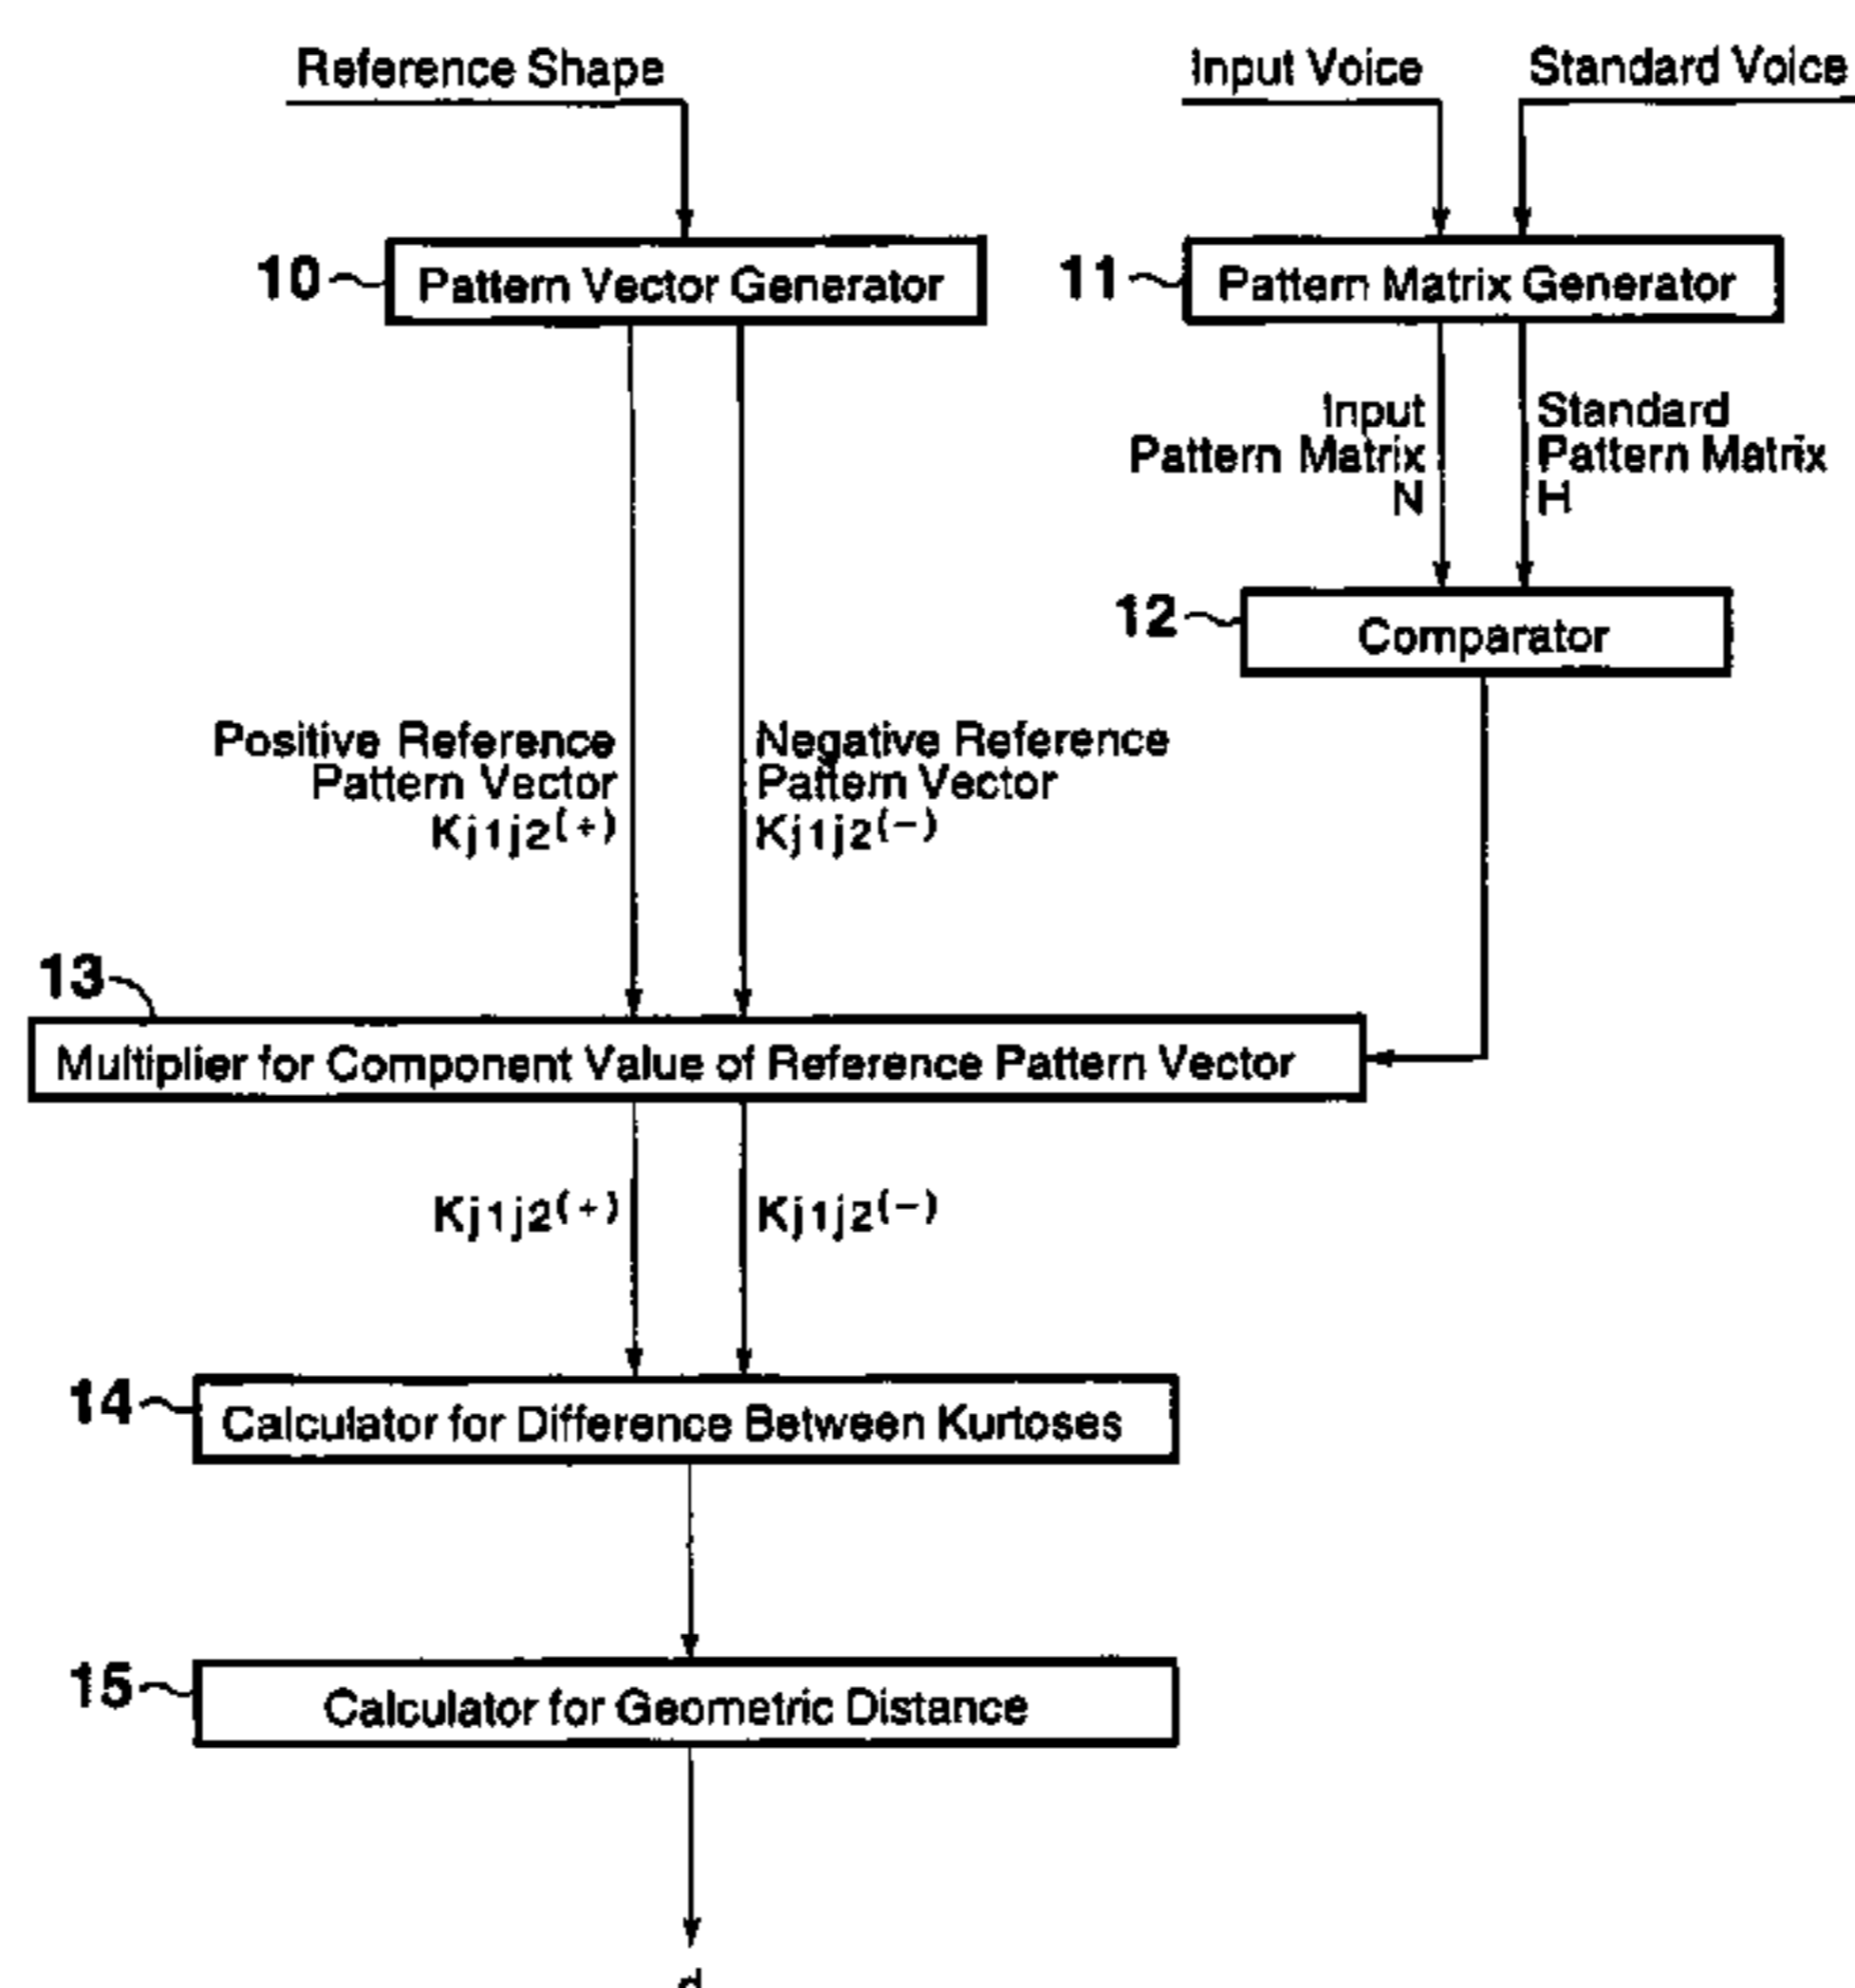 Reference Shape
Input Voice
Standard Voice
10
Pattern Vector Generator
11
Pattern Matrix Generator
Input
Pattern Matrix
N
Standard
Pattern Matrix
H
12
Comparator
Positive Reference
Pattern Vector
Kj1j2(+)
Negative Reference
Pattern Vector
Kj1j2(−)
13
Multiplier for Component Value of Reference Pattern Vector
Kj1j2(+)
Kj1j2(−)
14
Calculator for Difference Between Kurtoses
15
Calculator for Geometric Distance
d